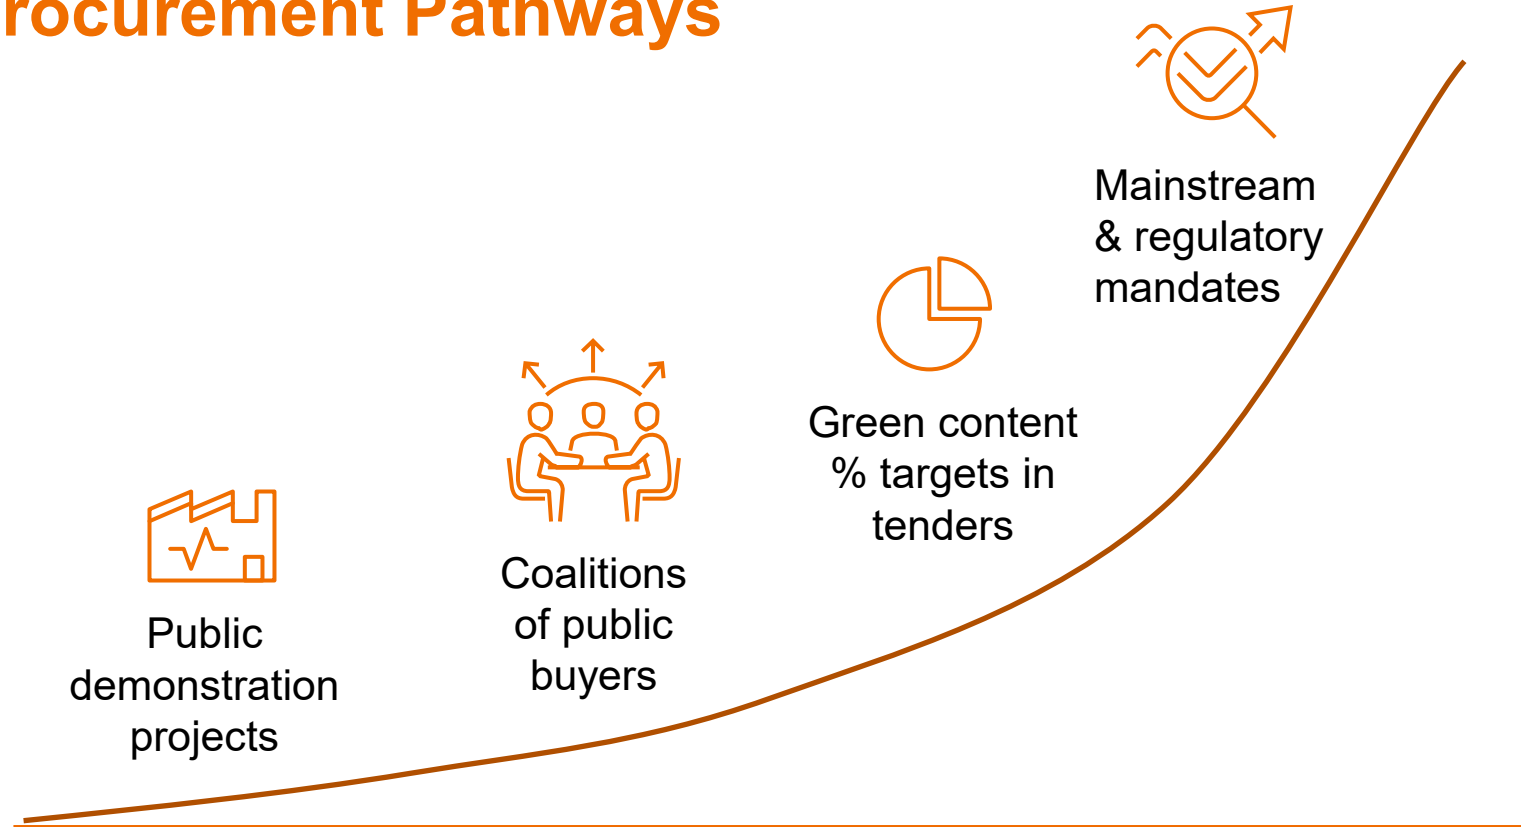 rocurement Pathways
Mainstream
& regulatory
mandates
Green content
% targets in
tenders
Coalitions
of public
buyers
Public
demonstration
projects